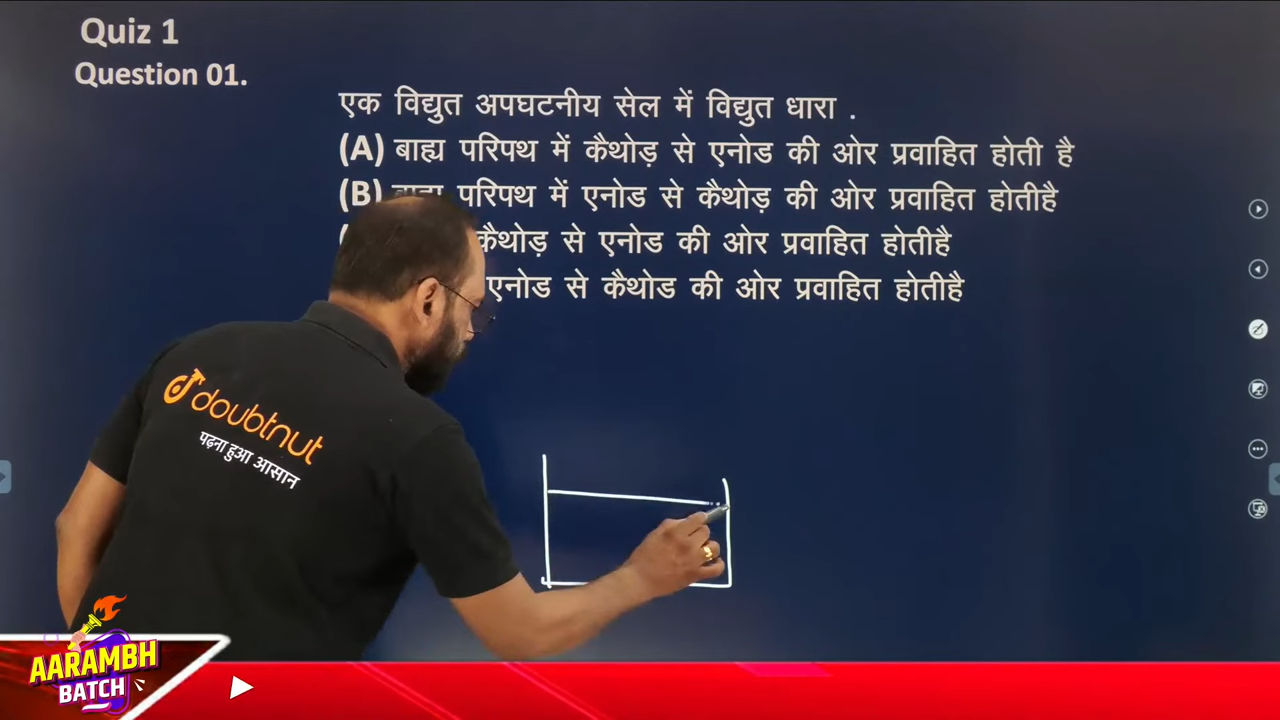 Quiz 1
Question 01.
एक विद्युत अपघटनीय सेल में विद्युत धारा .
(A) बाह्य परिपथ में कैथोड़ से एनोड की ओर प्रवाहित होती है
(B) परिपथ में एनोड से कैथोड़ की ओर प्रवाहित होतीहै
कैथोड़ से एनोड की ओर प्रवाहित होतीहै
एनोड से कैथोड की ओर प्रवाहित होतीहै
doubtnut
पढ़ना हुआ आसान
AARAMBH
BATCH